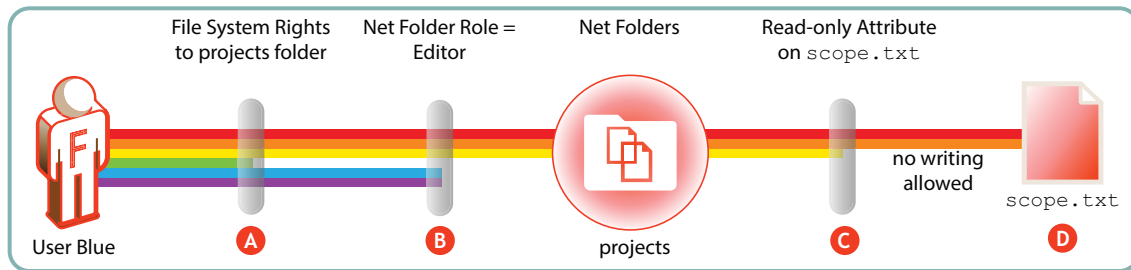 File System Rights
to projects folder
Net Folder Role =
Editor
Net Folders
Read-only Attribute
on scope.txt
F
no writing
allowed
scope.txt
User Blue
A
B
projects
C
D